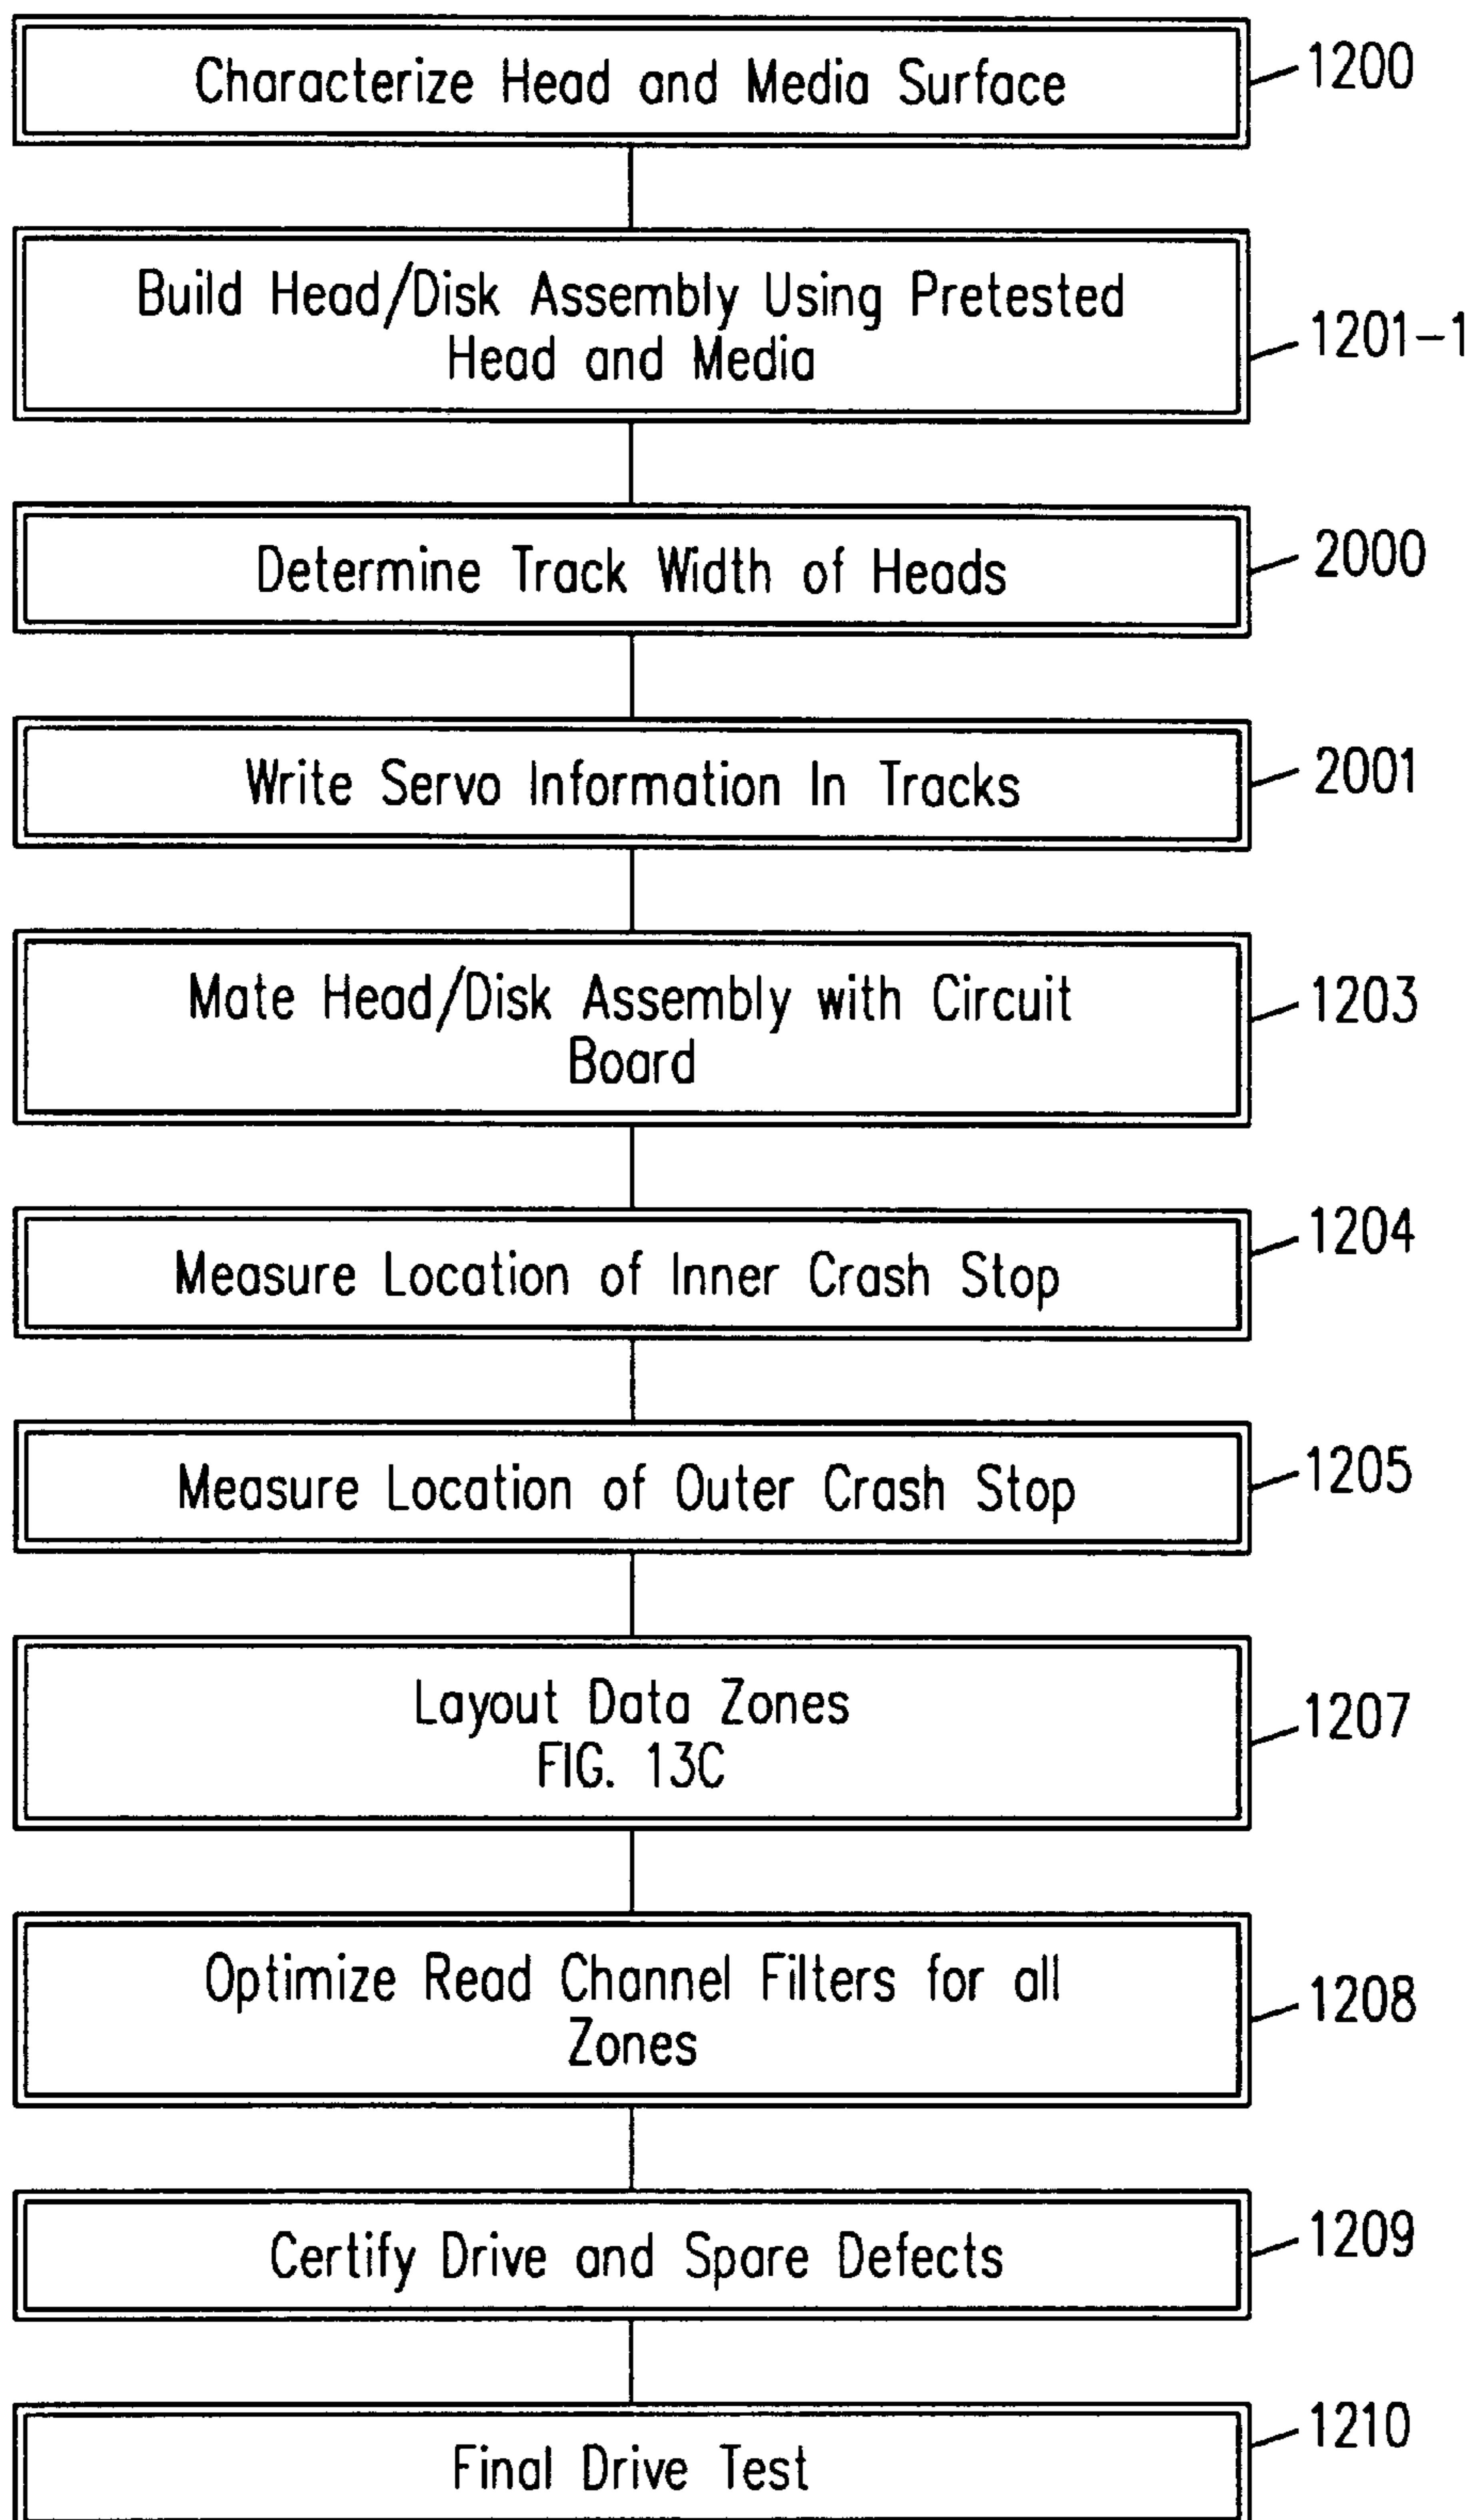 Characterize Head and Media Surface
1200
Build Head/Disk Assembly Using Pretested
Head and Media
1201-1
Determine Track Width of Heads
2000
Write Servo Information In Tracks
2001
Mate Head/Disk Assembly with Circuit
Board
1203
Measure Location of Inner Crash Stop
1204
Measure Location of Outer Crash Stop
1205
Layout Data Zones
FIG. 13C
1207
Optimize Read Channel Filters for all
Zones
1208
Certify Drive and Spare Defects
1209
Final Drive Test
1210